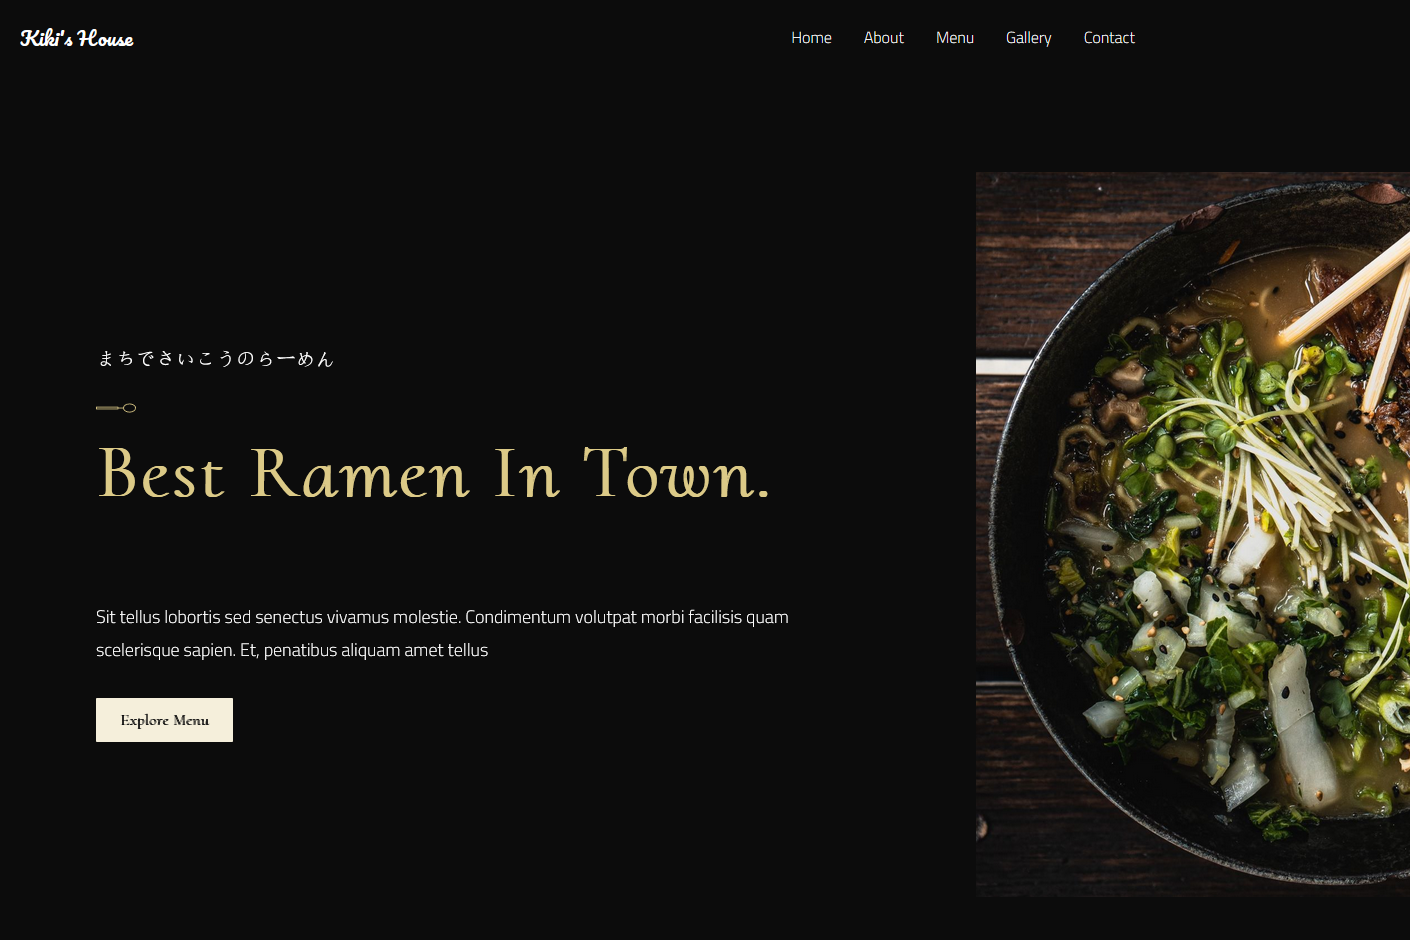 Kiki's House
Home About Menu Gallery Contact
まちでさいこうのらーめん
Best Ramen In Town.
Sit tellus lobortis sed senectus vivamus molestie. Condimentum volutpat morbi facilisis quam
scelerisque sapien. Et, penatibus aliquam amet tellus
Explore Menu